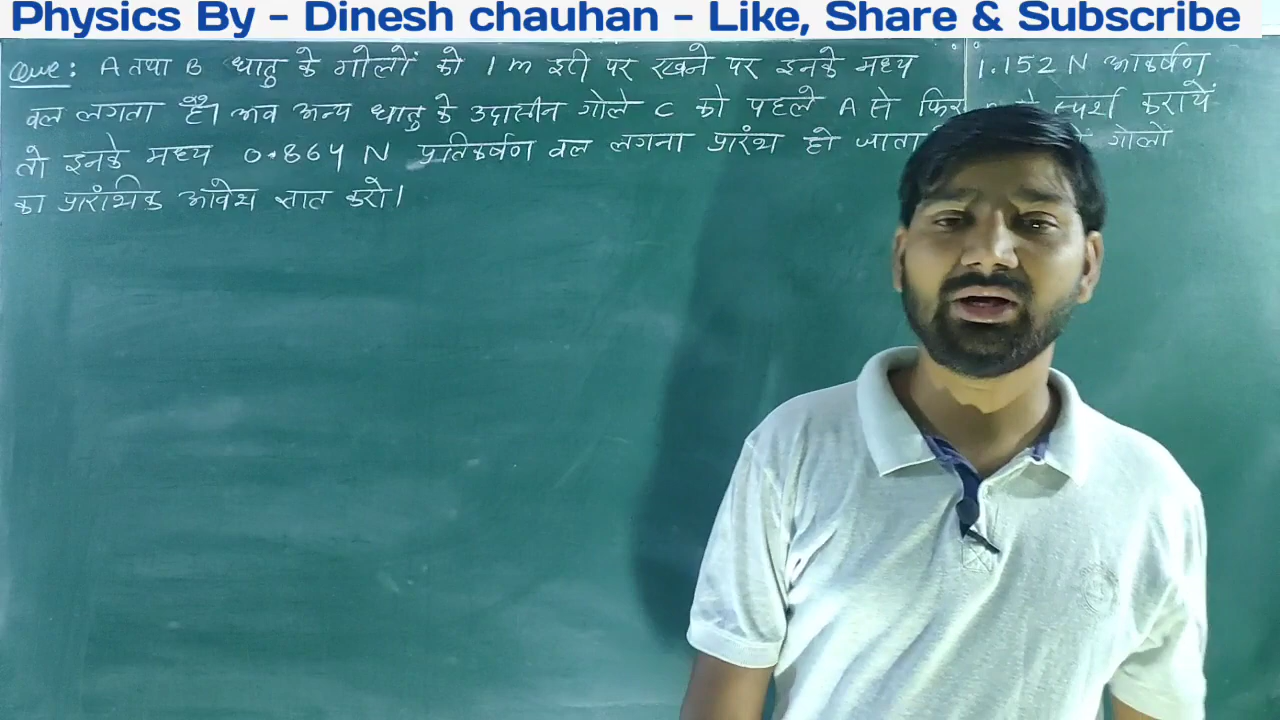 Physics By - Dinesh chauhan - Like, Share & Subscribe
Que: A तथा B धातु के गोलों को 1 m दूरी पर रखने पर इनके मध्य 1.152 N आकर्षण
बल लगता है। अब अन्य धातु के उदासीन गोले C को पहले A से फिर स्पर्श करायें
तो इनके मध्य 0.864 N प्रतिकर्षण बल लगना प्रारंभ हो जाता गोलो
का प्रारंभिक आवेश ज्ञात करो।